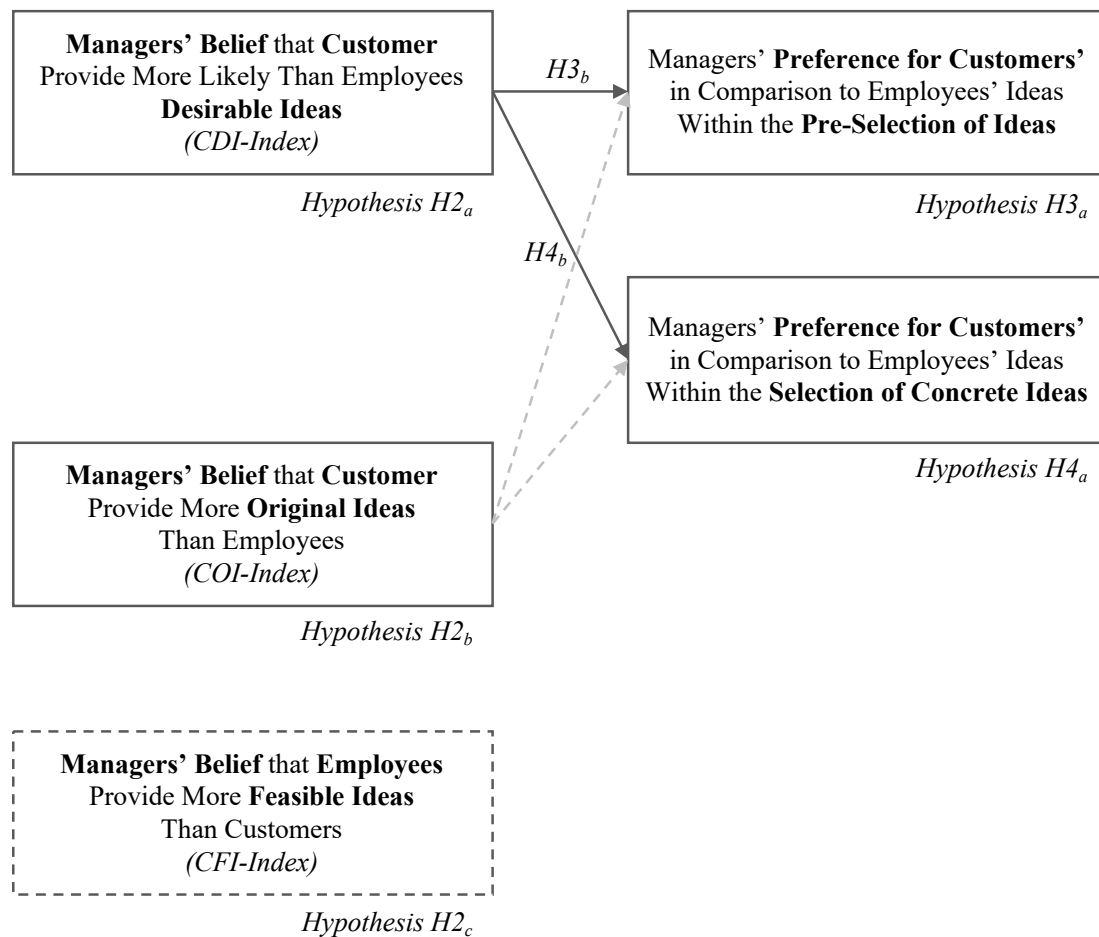 Managers’ Belief that Customer
Provide More Likely Than Employees
Desirable Ideas
(CDI-Index)
Hypothesis H2a
H3b
Managers’ Preference for Customers’
in Comparison to Employees’ Ideas
Within the Pre-Selection of Ideas
Hypothesis H3a
H4b
Managers’ Preference for Customers’
in Comparison to Employees’ Ideas
Within the Selection of Concrete Ideas
Hypothesis H4a
Managers’ Belief that Customer
Provide More Original Ideas
Than Employees
(COI-Index)
Hypothesis H2b
Managers’ Belief that Employees
Provide More Feasible Ideas
Than Customers
(CFI-Index)
Hypothesis H2c